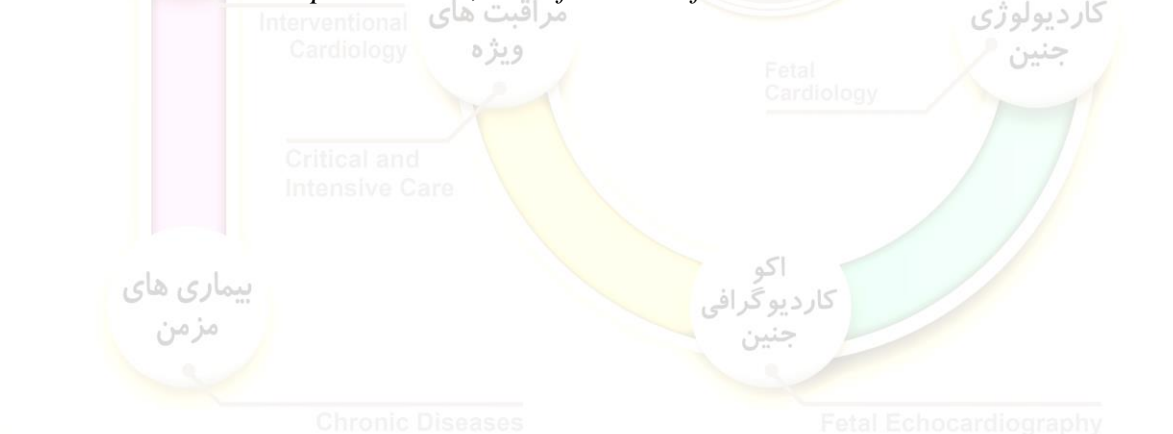 Interventional
Cardiology
مراقبت های
ویژه
کاردیولوژی
جنین
Fetal
Cardiology
Critical and
Intensive Care
بیماری های
مزمن
اکو
کاردیوگرافی
جنین
Chronic Diseases
Fetal Echocardiography